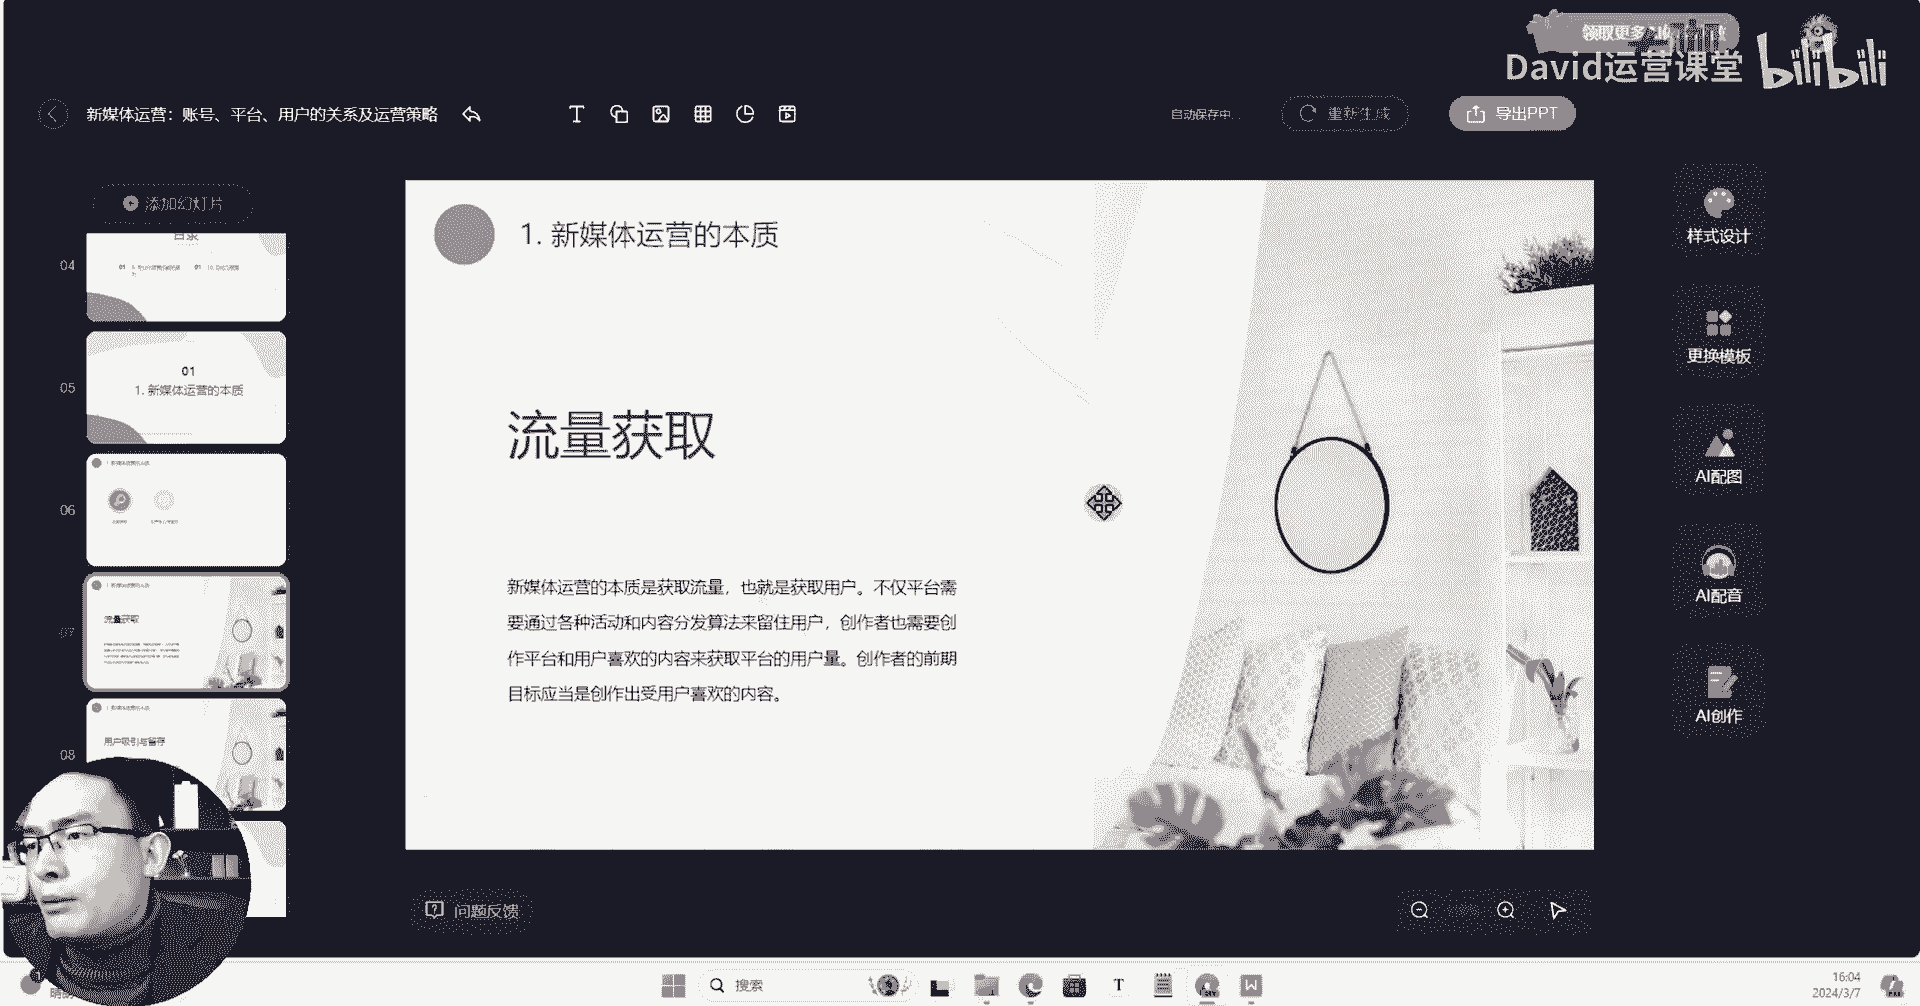 领取更多
David运营课堂
bilibili
新媒体运营：账号、平台、用户的关系及运营策略
自动保存中...
重新生成
导出PPT
添加幻灯片
04
目录
05
01
1. 新媒体运营的本质
06
07
流量获取
08
用户吸引与留存
1. 新媒体运营的本质
流量获取
新媒体运营的本质是获取流量，也就是获取用户。不仅平台需
要通过各种活动和内容分发算法来留住用户，创作者也需要创
作平台和用户喜欢的内容来获取平台的用户量。创作者的前期
目标应当是创作出受用户喜欢的内容。
样式设计
更换模板
AI配图
AI配音
AI创作
问题反馈
搜索
16:04
2024/3/7